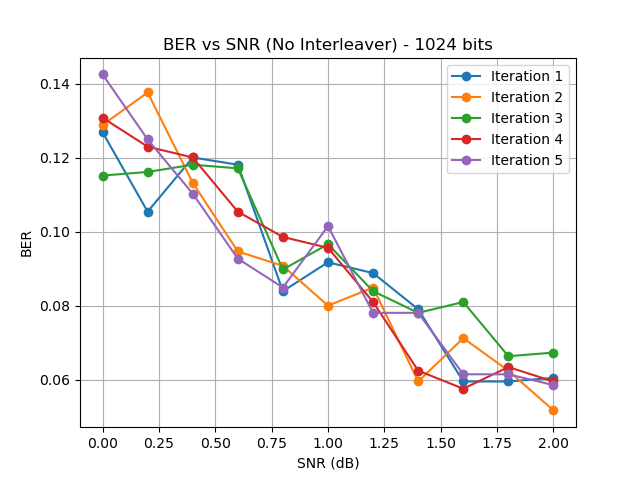 BER vs SNR (No Interleaver) - 1024 bits
Iteration 1
Iteration 2
Iteration 3
Iteration 4
Iteration 5
0.14
0.12
0.10
0.08
0.06
BER
0.00 0.25 0.50 0.75 1.00 1.25 1.50 1.75 2.00
SNR (dB)